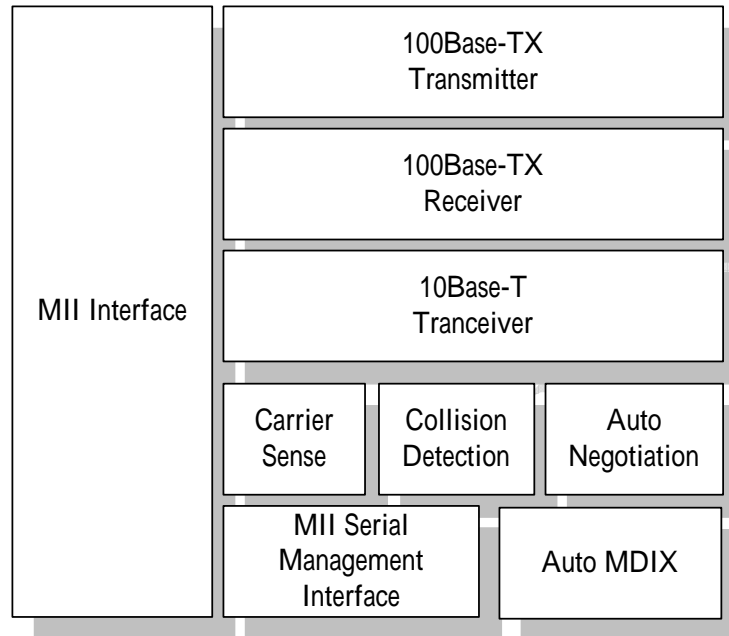 MII Interface
100Base-TX
Transmitter
100Base-TX
Receiver
10Base-T
Tranceiver
Carrier
Sense
Collision
Detection
Auto
Negotiation
MII Serial
Management
Interface
Auto MDIX